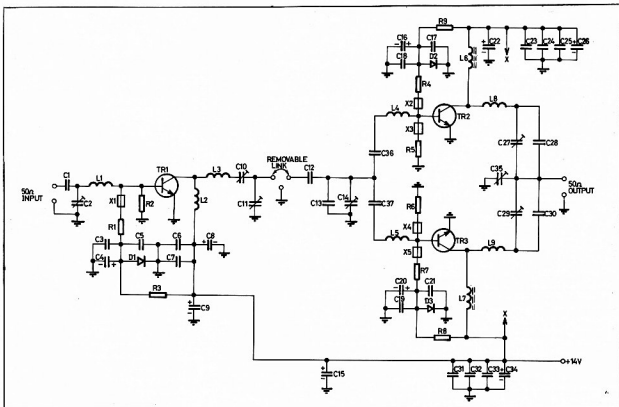 R9
C16
C17
C18
D2
L6
C22
X
C23
C24
C25
C26
R4
X2
L4
X3
TR2
L8
R5
C36
C27
C28
TR1
L3
C10
REMOVABLE
LINK
C12
C1
L1
50Ω
INPUT
C2
X1
R2
L2
C11
C13
C14
C37
C35
50Ω
OUTPUT
R6
C29
C30
R1
X4
L5
TR3
L9
X5
C3
C5
C6
C8
C4
D1
C7
R7
R3
C9
C20
C21
C19
D3
L7
R8
X
+14V
C15
C31
C32
C33
C34